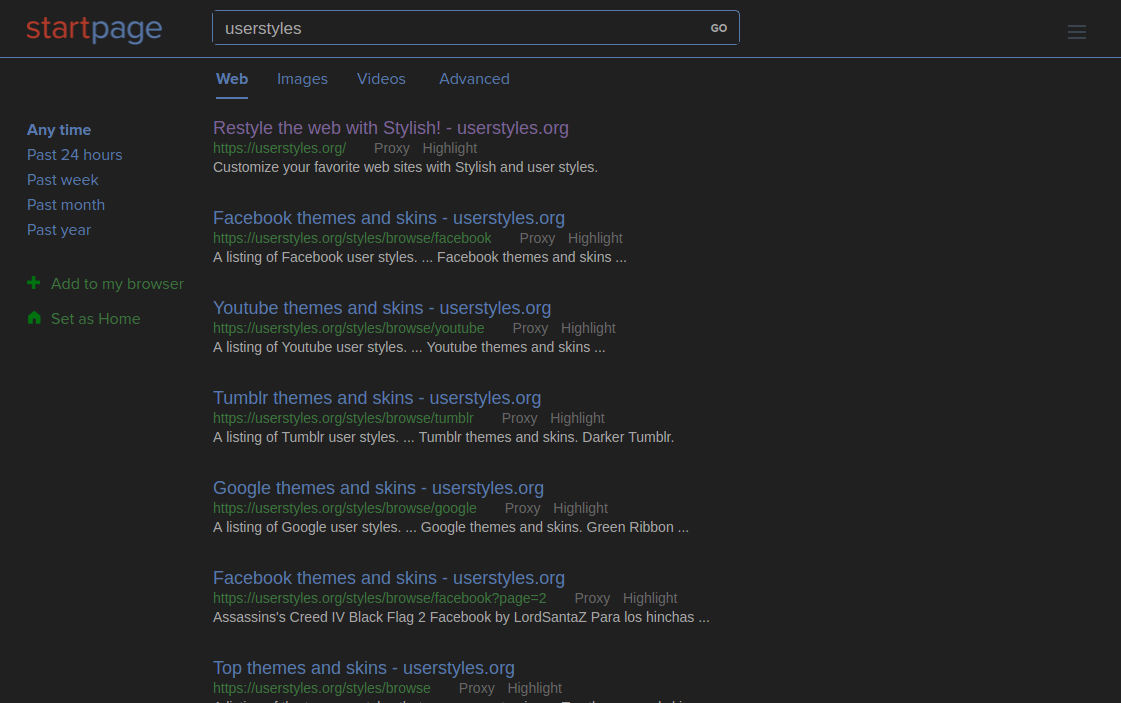 startpage
userstyles GO
Web Images Videos Advanced
Any time
Past 24 hours
Past week
Past month
Past year
Add to my browser
Set as Home
Restyle the web with Stylish! - userstyles.org
https://userstyles.org/ Proxy Highlight
Customize your favorite web sites with Stylish and user styles.
Facebook themes and skins - userstyles.org
https://userstyles.org/styles/browse/facebook Proxy Highlight
A listing of Facebook user styles. ... Facebook themes and skins ...
Youtube themes and skins - userstyles.org
https://userstyles.org/styles/browse/youtube Proxy Highlight
A listing of Youtube user styles. ... Youtube themes and skins ...
Tumblr themes and skins - userstyles.org
https://userstyles.org/styles/browse/tumblr Proxy Highlight
A listing of Tumblr user styles. ... Tumblr themes and skins. Darker Tumblr.
Google themes and skins - userstyles.org
https://userstyles.org/styles/browse/google Proxy Highlight
A listing of Google user styles. ... Google themes and skins. Green Ribbon ...
Facebook themes and skins - userstyles.org
https://userstyles.org/styles/browse/facebook?page=2 Proxy Highlight
Assassins's Creed IV Black Flag 2 Facebook by LordSantaZ Para los hinchas ...
Top themes and skins - userstyles.org
https://userstyles.org/styles/browse Proxy Highlight